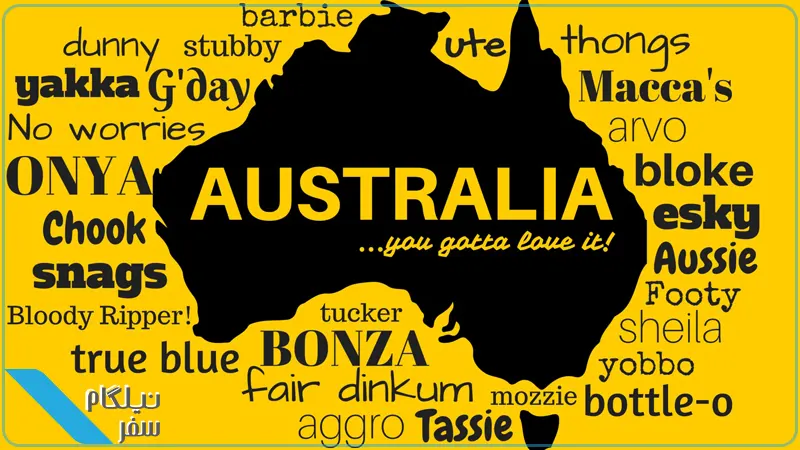 barbie
dunny
stubby
ute
thongs
yakka
G'day
Macca's
No worries
arvo
ONYA
AUSTRALIA
bloke
Chook
...you gotta love it!
esky
snags
Aussie
Footy
Bloody Ripper!
tucker
sheila
true blue
BONZA
yobbo
fair dinkum
mozzie
bottle-o
aggro
Tassie
نیلگام
سفر